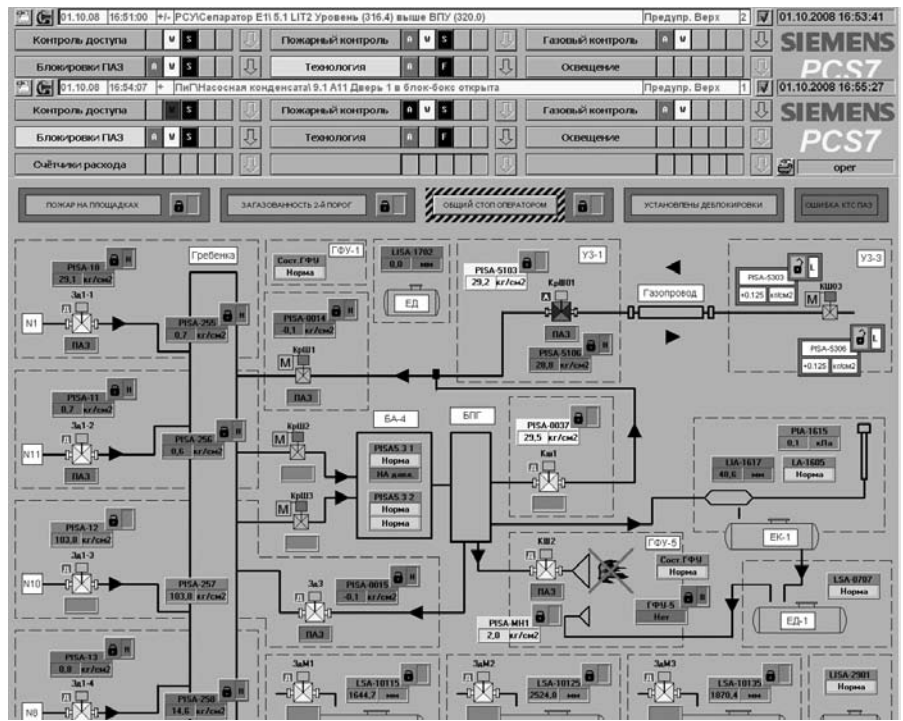 01.10.08 16:51:00 +/- РСУ\Сепаратор Е1\ 5.1 LIT2 Уровень (316.4) выше ВПУ (320.0) Предупр. Верх 2 01.10.2008 16:53:41
Контроль доступа W S Пожарный контроль A W S Газовый контроль A W SIEMENS
Блокировки ПАЗ A W S Технология A F Освещение PCS7
01.10.08 16:54:07 + ПиГ\Насосная конденсата\ 9.1 А11 Дверь 1 в блок-бокс открыта Предупр. Верх 1 01.10.2008 16:55:27
Контроль доступа W S Пожарный контроль A W S Газовый контроль A W SIEMENS
Блокировки ПАЗ A W S Технология A F Освещение PCS7
Счётчики расхода опер
ПОЖАР НА ПЛОЩАДКАХ ЗАГАЗОВАННОСТЬ 2-й ПОРОГ ОБЩИЙ СТОП ОПЕРАТОРОМ УСТАНОВЛЕНЫ ДЕБЛОКИРОВКИ ОШИБКА КТС ПАЗ
Гребенка
PISA-10
29,1 кг/см2
Зд1-1
N1
ПАЗ
PISA-255
0,7 кг/см2
PISA-11
0,7 кг/см2
Зд1-2
N11
ПАЗ
PISA-256
0,6 кг/см2
PISA-12
103,8 кг/см2
Зд1-3
N10
PISA-257
103,8 кг/см2
PISA-13
0,8 кг/см2
Зд1-4
N8
PISA-258
14,6 кг/см2
ГФУ-1
Сост.ГФУ
Норма
PISA-0014
-0,1 кг/см2
КрШ1
M
ПАЗ
КрШ2
M
КрШ3
M
LISA-1702
0,0 мм
ЕД
БА-4
PISA5.3 1
Норма
НА давл.
PISA5.3 2
Норма
Норма
БПГ
УЗ-1
PISA-5103
29,2 кг/см2
КрШ01
A
ПАЗ
PISA-5106
28,8 кг/см2
Газопровод
УЗ-3
PISA-5303
+0.125 кг/см2
L
КШ03
M
PISA-5306
+0.125 кг/см2
L
PISA-0037
29,5 кг/см2
Кш1
Д
PIA-1615
0,1 кПа
LIA-1617
48,6 мм
LA-1605
Норма
ЕК-1
КШ2
Д
ПАЗ
ГФУ-5
Сост.ГФУ
Норма
ГФУ-5
Нет
PISA-МН1
2,0 кг/см2
LSA-0707
Норма
ЕД-1
Зд3
Д
ПАЗ
PISA-0015
-0,1 кг/см2
ЗдМ1
LSA-10115
1644,7 мм
ЗдМ2
LSA-10125
2524,0 мм
ЗдМ3
LSA-10135
1070,4 мм
LISA-2901
Норма